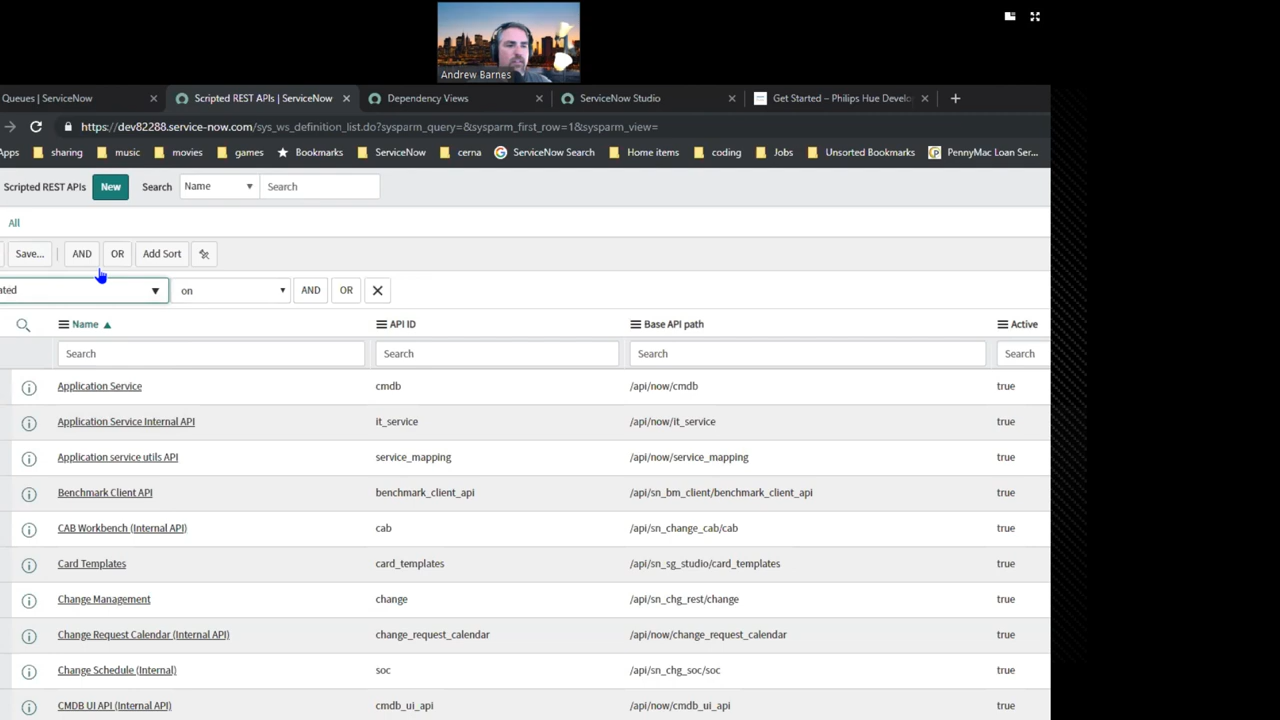 Andrew Barnes
Queues | ServiceNow
Scripted REST APIs | ServiceNow
Dependency Views
ServiceNow Studio
Get Started – Philips Hue Develo
https://dev82288.service-now.com/sys_ws_definition_list.do?sysparm_query=&sysparm_first_row=1&sysparm_view=
Apps sharing music movies games Bookmarks ServiceNow cerna ServiceNow Search Home items coding Jobs Unsorted Bookmarks PennyMac Loan Ser...
Scripted REST APIs New Search Name Search
All
Save... AND OR Add Sort
ated on AND OR
Name API ID Base API path Active
Search Search Search Search
Application Service cmdb /api/now/cmdb true
Application Service Internal API it_service /api/now/it_service true
Application service utils API service_mapping /api/now/service_mapping true
Benchmark Client API benchmark_client_api /api/sn_bm_client/benchmark_client_api true
CAB Workbench (Internal API) cab /api/sn_change_cab/cab true
Card Templates card_templates /api/sn_sg_studio/card_templates true
Change Management change /api/sn_chg_rest/change true
Change Request Calendar (Internal API) change_request_calendar /api/now/change_request_calendar true
Change Schedule (Internal) soc /api/sn_chg_soc/soc true
CMDB UI API (Internal API) cmdb_ui_api /api/now/cmdb_ui_api true